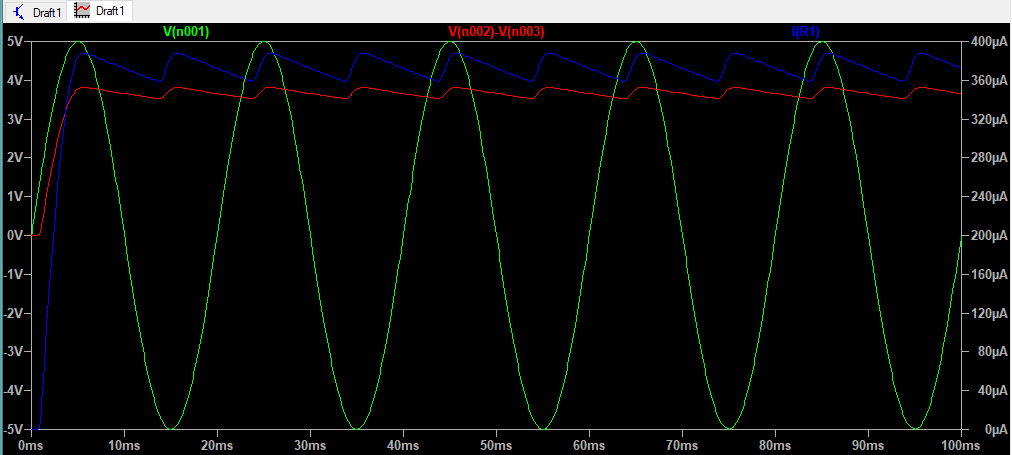 Draft1 Draft1
V(n001) V(n002)-V(n003) I(R1)
5V 400µA
4V 360µA
3V 320µA
2V 280µA
1V 240µA
0V 200µA
-1V 160µA
-2V 120µA
-3V 80µA
-4V 40µA
-5V 0µA
0ms 10ms 20ms 30ms 40ms 50ms 60ms 70ms 80ms 90ms 100ms